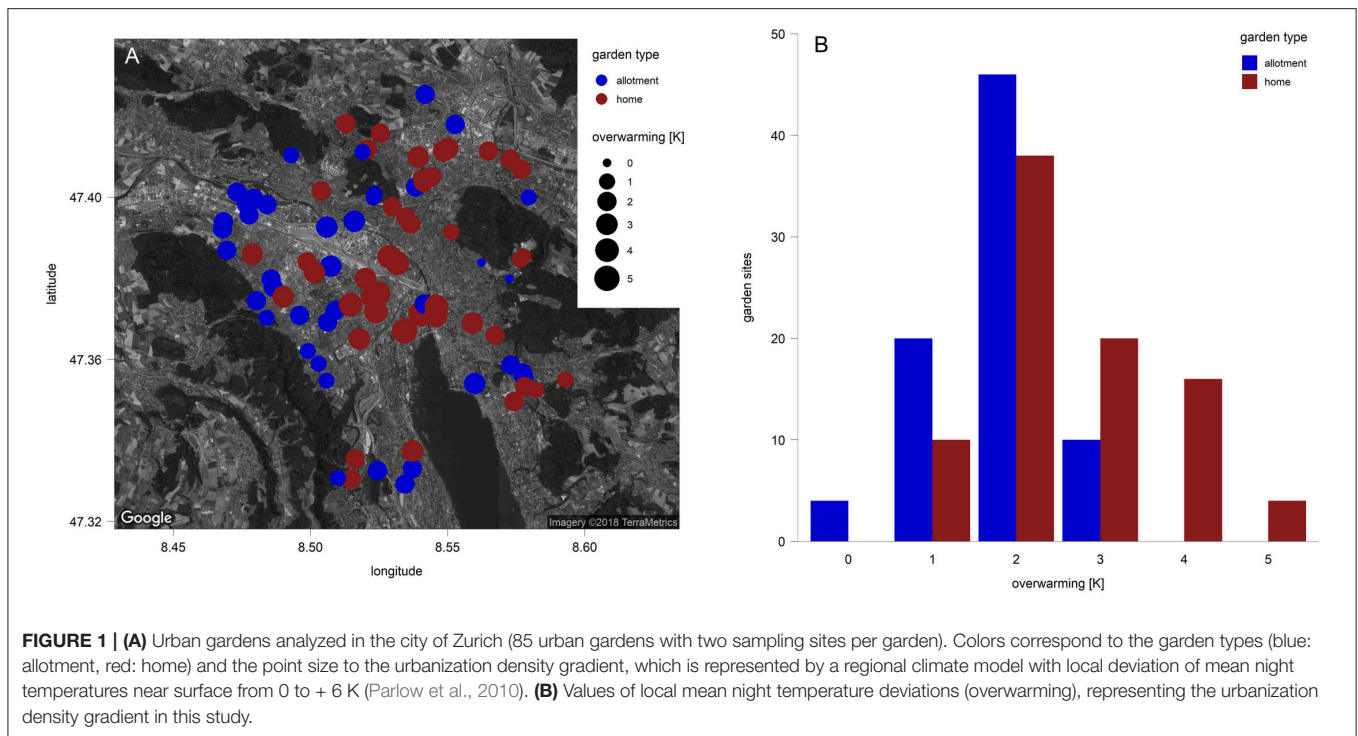 A
garden type
allotment
home
overwarming [K]
0
1
2
3
4
5
47.40
47.36
47.32
latitude
8.45
8.50
8.55
8.60
longitude
Google
Imagery ©2018 TerraMetrics
B
garden type
allotment
home
50
40
30
20
10
0
garden sites
0
1
2
3
4
5
overwarming [K]
FIGURE 1 | (A) Urban gardens analyzed in the city of Zurich (85 urban gardens with two sampling sites per garden). Colors correspond to the garden types (blue:
allotment, red: home) and the point size to the urbanization density gradient, which is represented by a regional climate model with local deviation of mean night
temperatures near surface from 0 to + 6 K (Parlow et al., 2010). (B) Values of local mean night temperature deviations (overwarming), representing the urbanization
density gradient in this study.